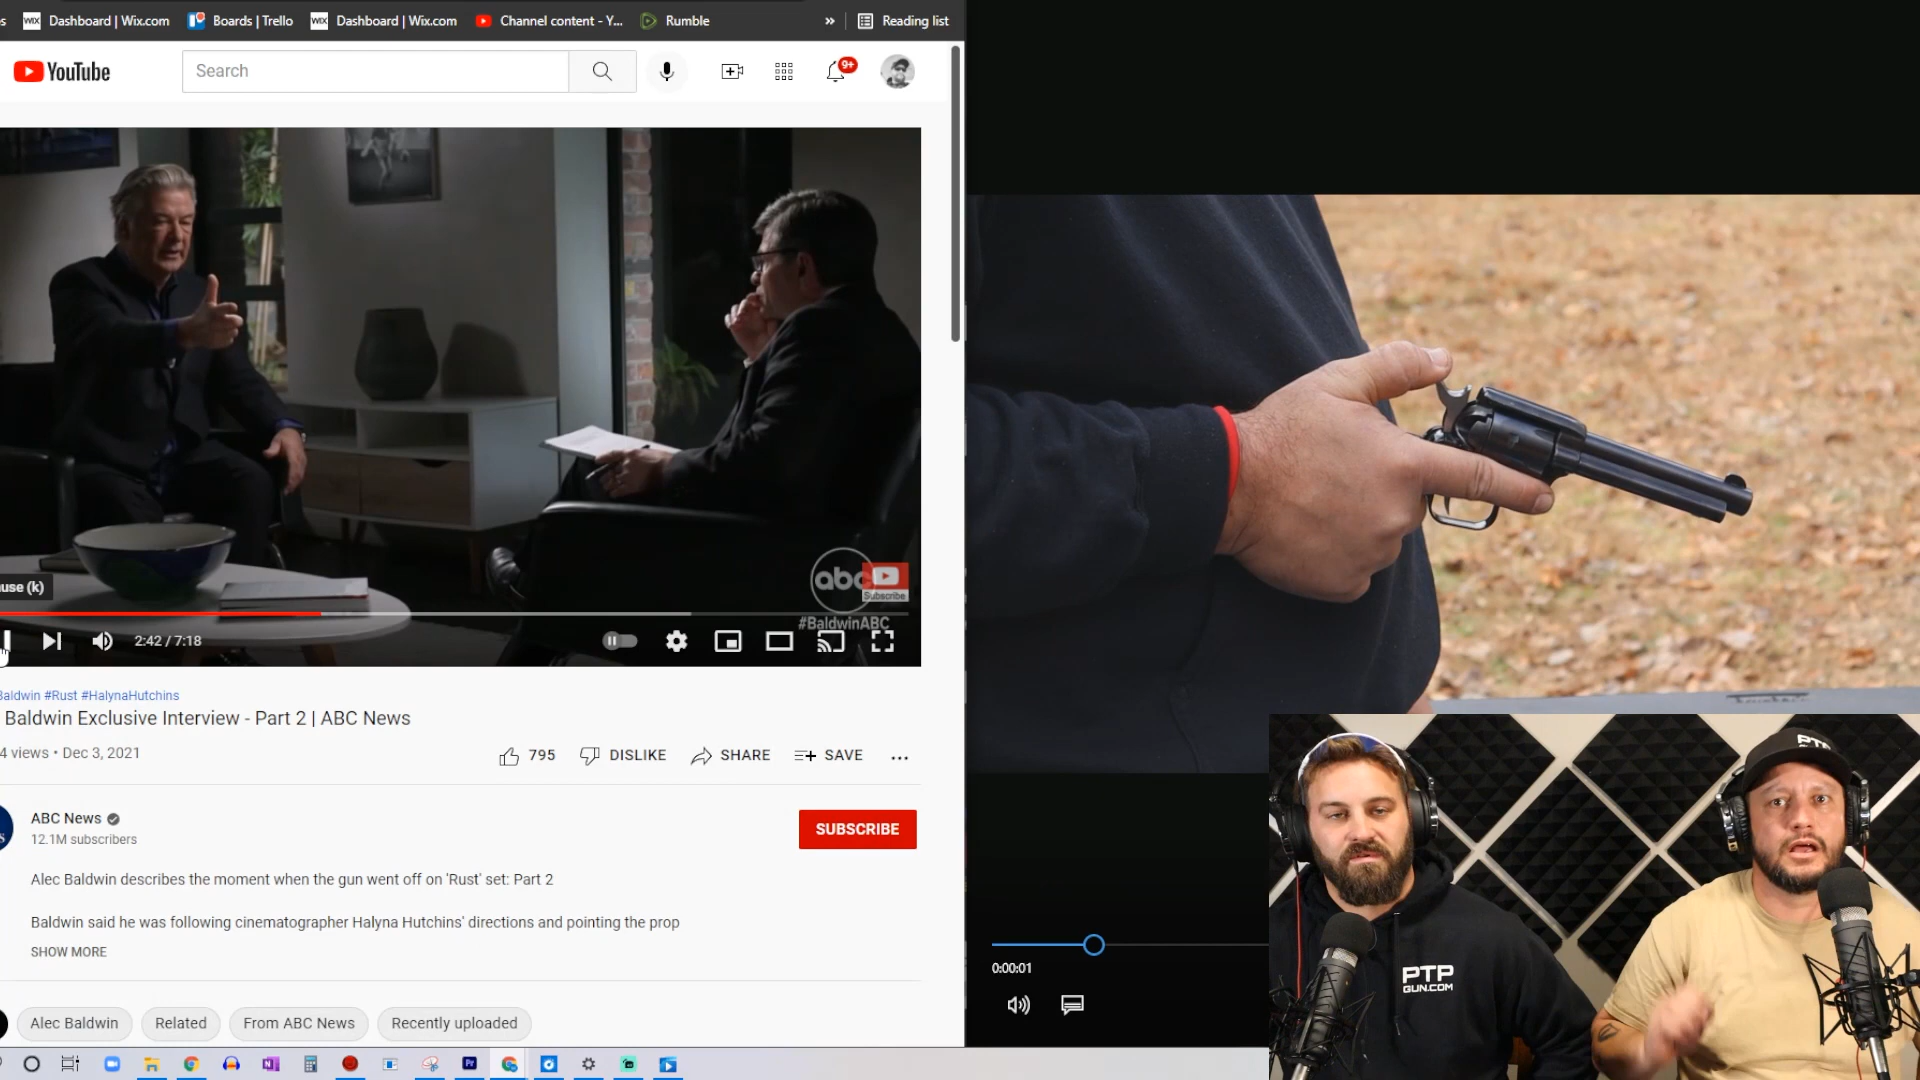 Dashboard | Wix.com
Boards | Trello
Dashboard | Wix.com
Channel content - Y...
Rumble
»
Reading list
YouTube
Search
9+
abc
Subscribe
#BaldwinABC
use (k)
2:42 / 7:18
Baldwin #Rust #HalynaHutchins
Baldwin Exclusive Interview - Part 2 | ABC News
4 views • Dec 3, 2021
795
DISLIKE
SHARE
SAVE
ABC News
12.1M subscribers
SUBSCRIBE
Alec Baldwin describes the moment when the gun went off on 'Rust' set: Part 2
Baldwin said he was following cinematographer Halyna Hutchins' directions and pointing the prop
SHOW MORE
Alec Baldwin
Related
From ABC News
Recently uploaded
0:00:01
PTP
GUN.COM
PTP